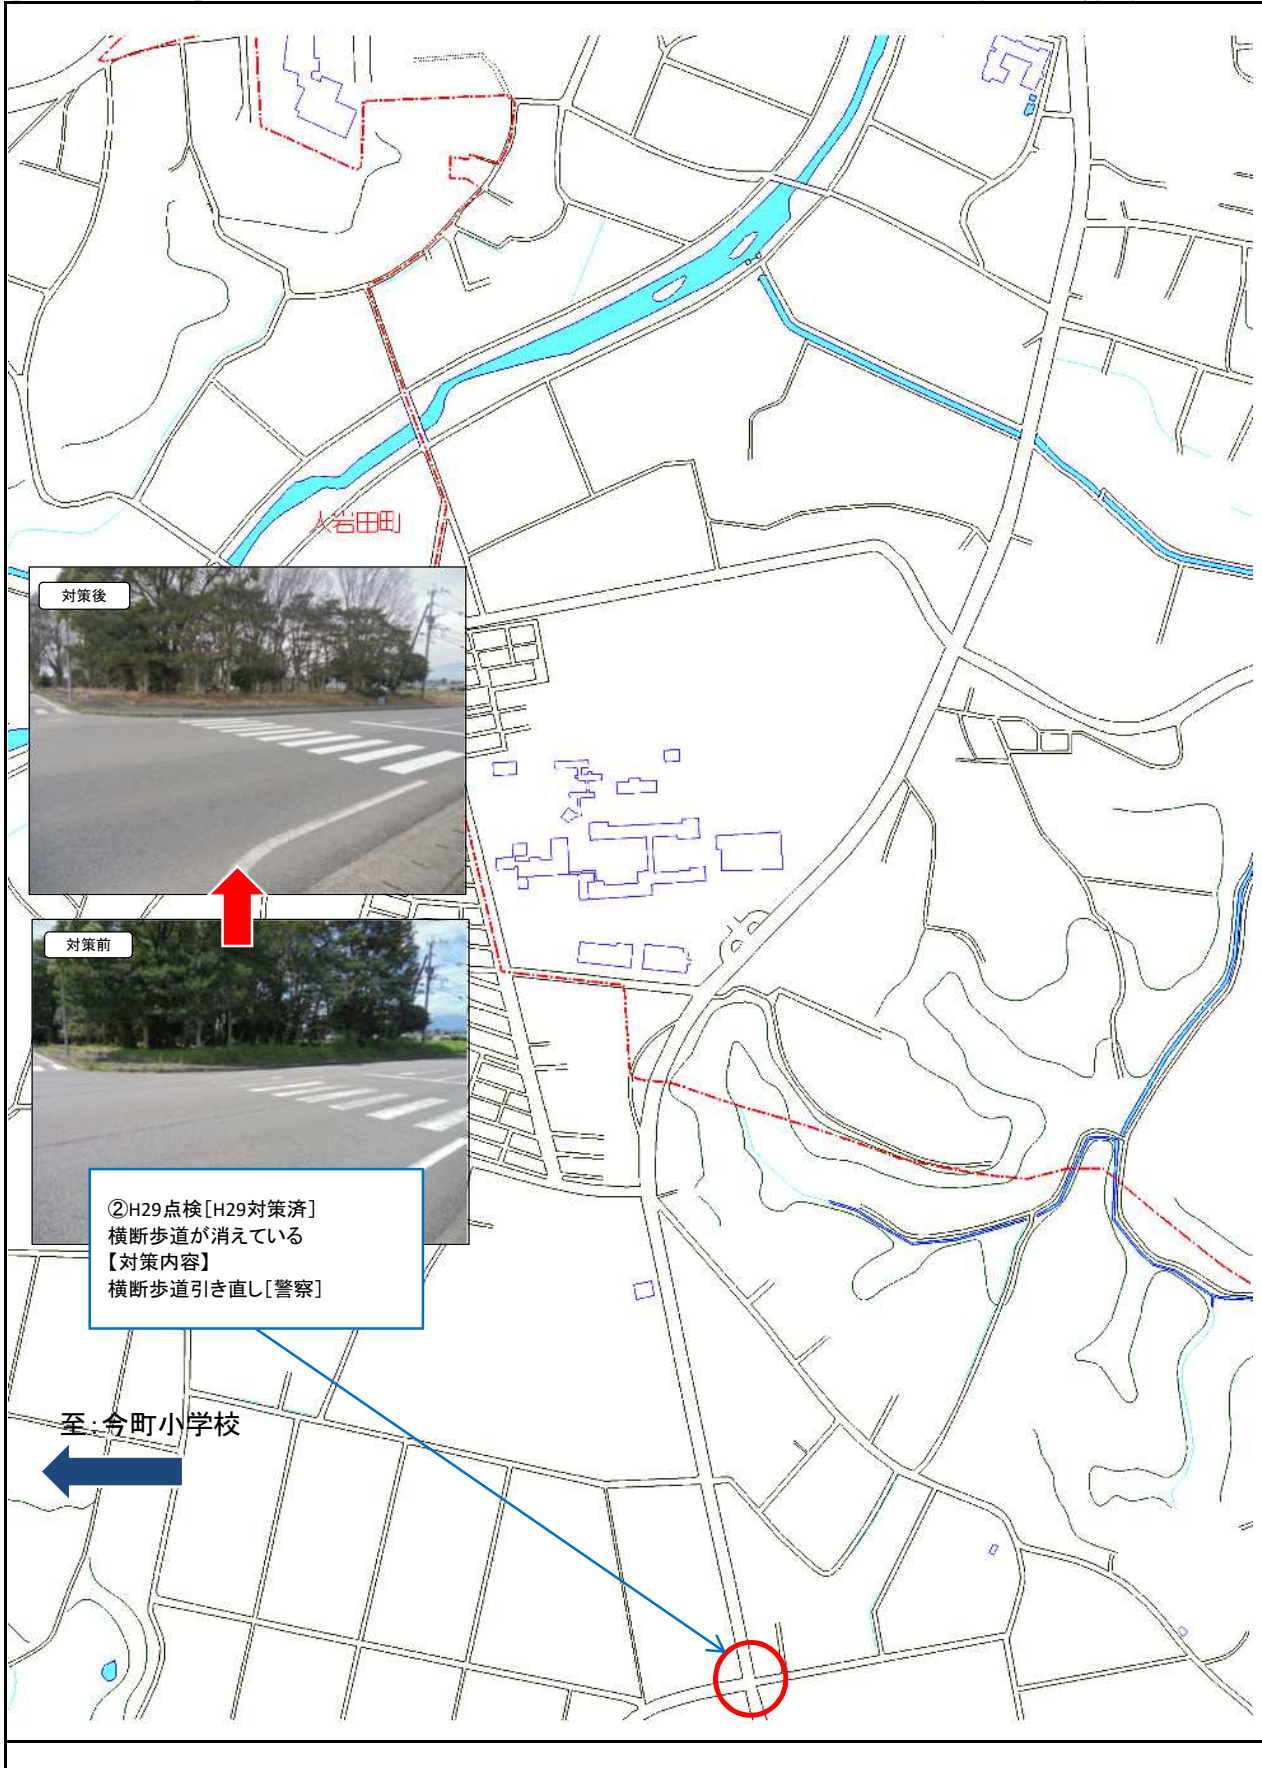 大岩田町
対策後
対策前
②H29点検[H29対策済]
横断歩道が消えている
【対策内容】
横断歩道引き直し[警察]
至:今町小学校